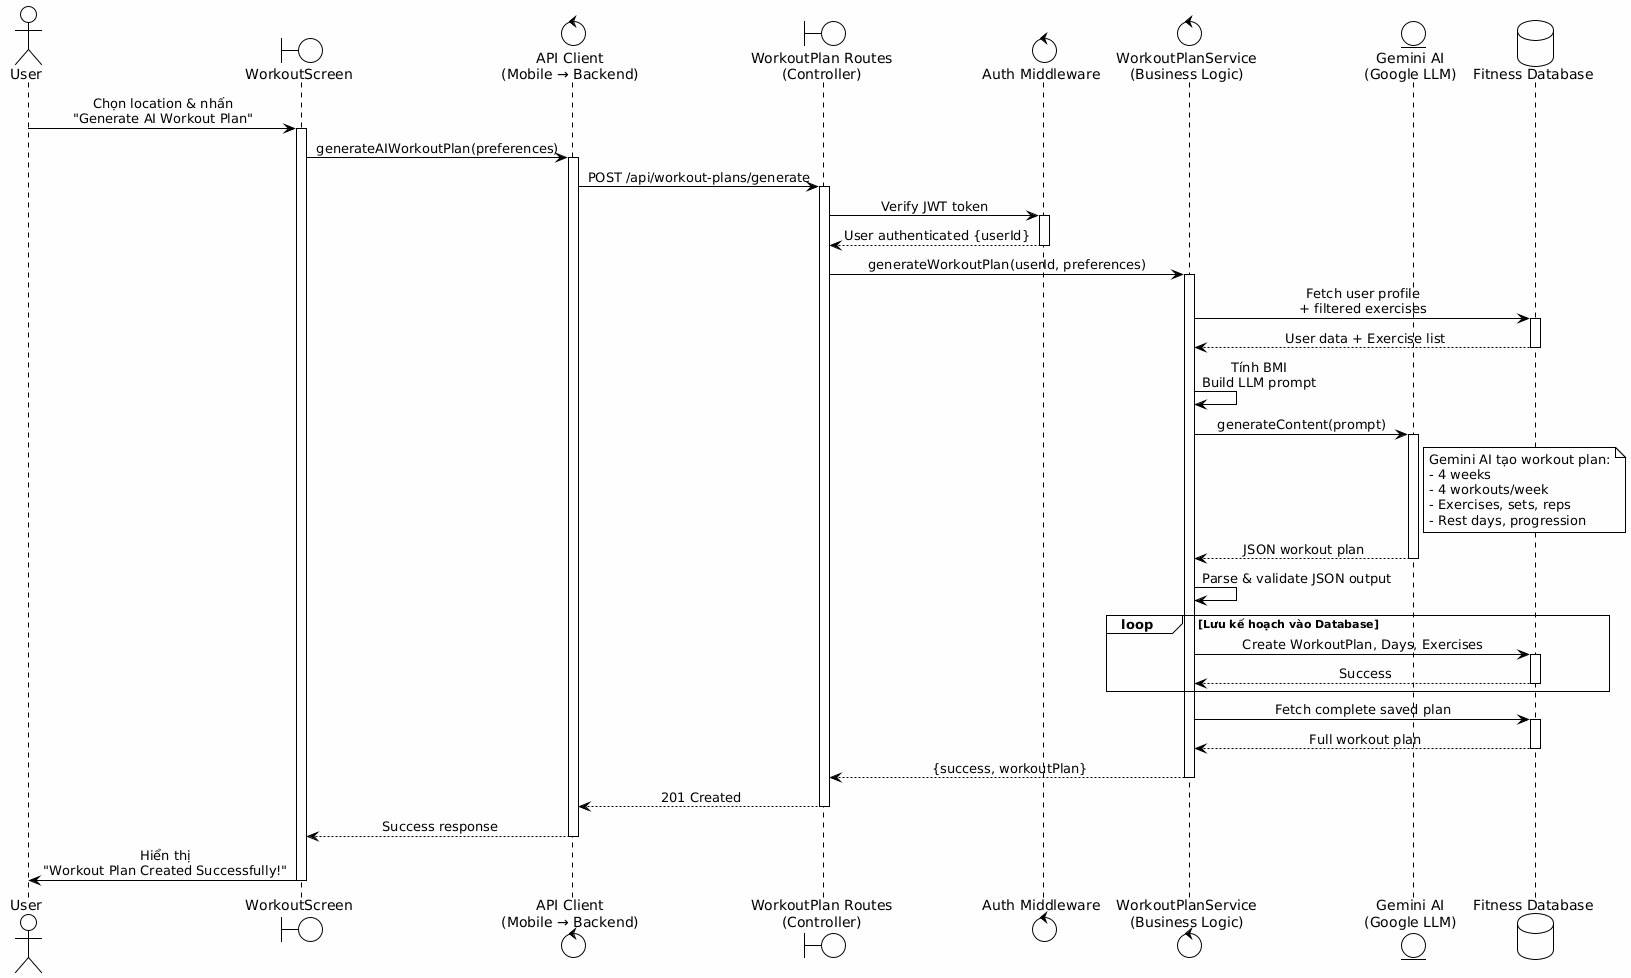 User
WorkoutScreen
API Client
(Mobile → Backend)
WorkoutPlan Routes
(Controller)
Auth Middleware
WorkoutPlanService
(Business Logic)
Gemini AI
(Google LLM)
Fitness Database
Chọn location & nhấn
"Generate AI Workout Plan"
generateAIWorkoutPlan(preferences)
POST /api/workout-plans/generate
Verify JWT token
User authenticated {userId}
generateWorkoutPlan(userId, preferences)
Fetch user profile
+ filtered exercises
User data + Exercise list
Tính BMI
Build LLM prompt
generateContent(prompt)
Gemini AI tạo workout plan:
- 4 weeks
- 4 workouts/week
- Exercises, sets, reps
- Rest days, progression
JSON workout plan
Parse & validate JSON output
loop [Lưu kế hoạch vào Database]
Create WorkoutPlan, Days, Exercises
Success
Fetch complete saved plan
Full workout plan
{success, workoutPlan}
201 Created
Success response
Hiển thị
"Workout Plan Created Successfully!"
User
WorkoutScreen
API Client
(Mobile → Backend)
WorkoutPlan Routes
(Controller)
Auth Middleware
WorkoutPlanService
(Business Logic)
Gemini AI
(Google LLM)
Fitness Database